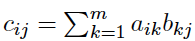 c_{ij} = \sum_{k=1}^{m} a_{ik} b_{kj}